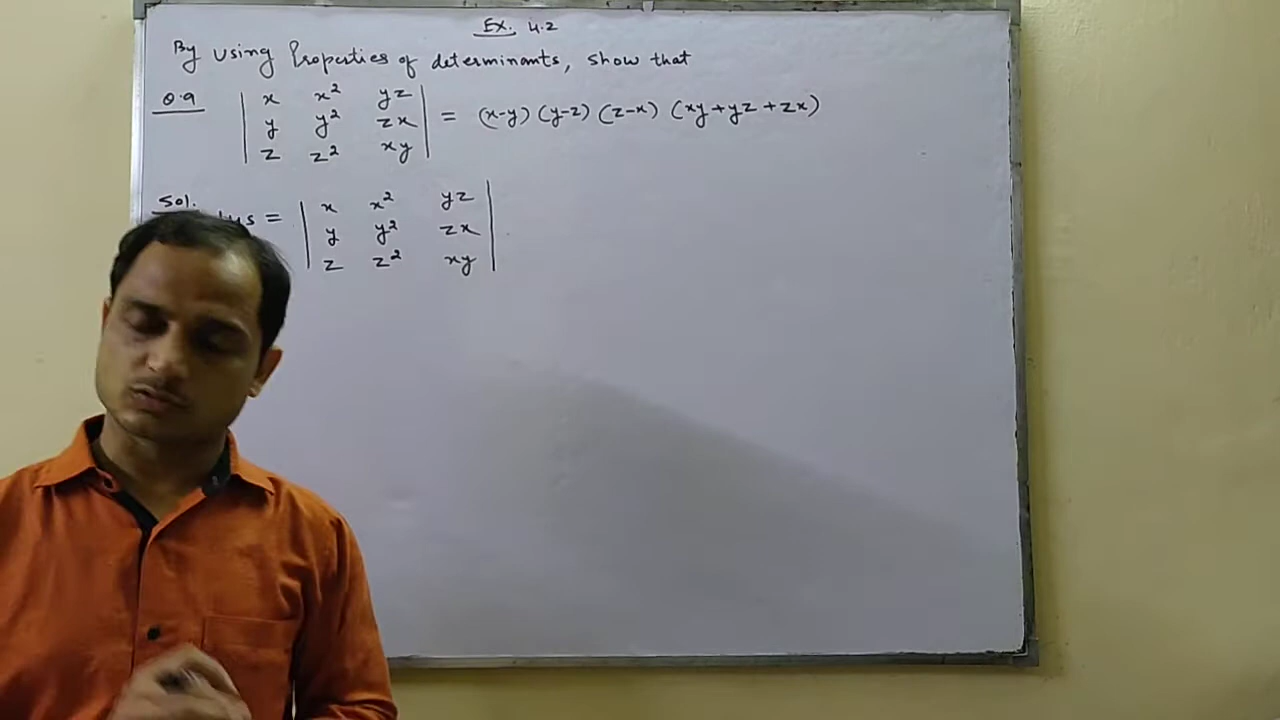 Ex. 4.2
By using Properties of determinants, show that
Q.9 | x x² yz |
| y y² zx | = (x-y) (y-z) (z-x) (xy+yz+zx)
| z z² xy |
Sol. | x x² yz |
LHS = | y y² zx |
| z z² xy |